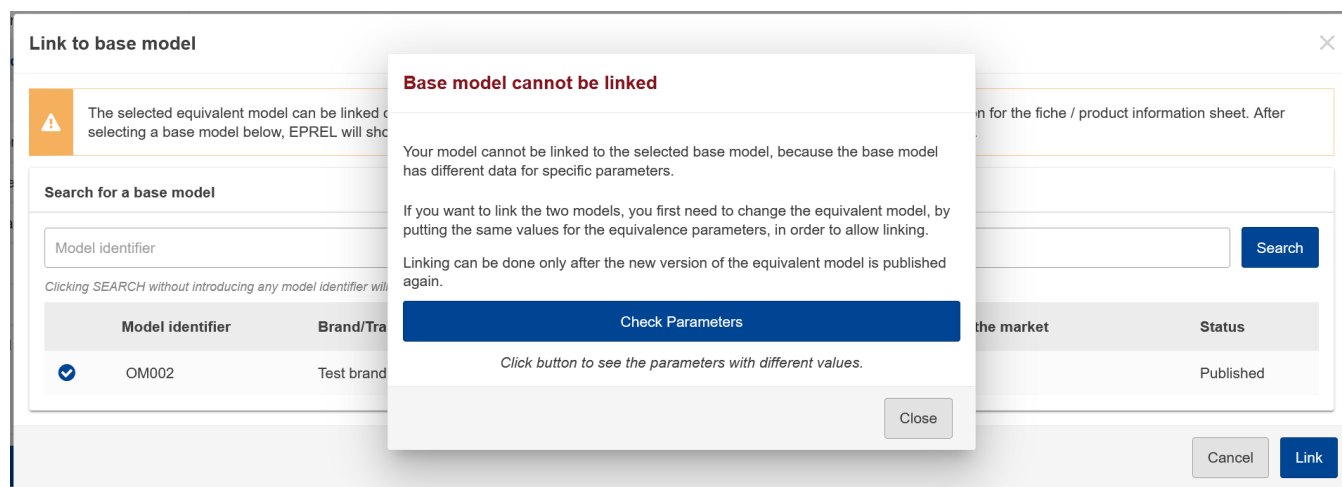 Link to base model
Base model cannot be linked
The selected equivalent model can be linked
for the fiche / product information sheet. After
selecting a base model below, EPREL will
Your model cannot be linked to the selected base model, because the base model
has different data for specific parameters.
Search for a base model
If you want to link the two models, you first need to change the equivalent model, by
putting the same values for the equivalence parameters, in order to allow linking.
Model identifier
Search
Linking can be done only after the new version of the equivalent model is published
again.
Clicking SEARCH without introducing any model identifier
Check Parameters
Model identifier
Brand/Tra
the market
Status
Click button to see the parameters with different values.
OM002
Test brand
Published
Close
Cancel
Link